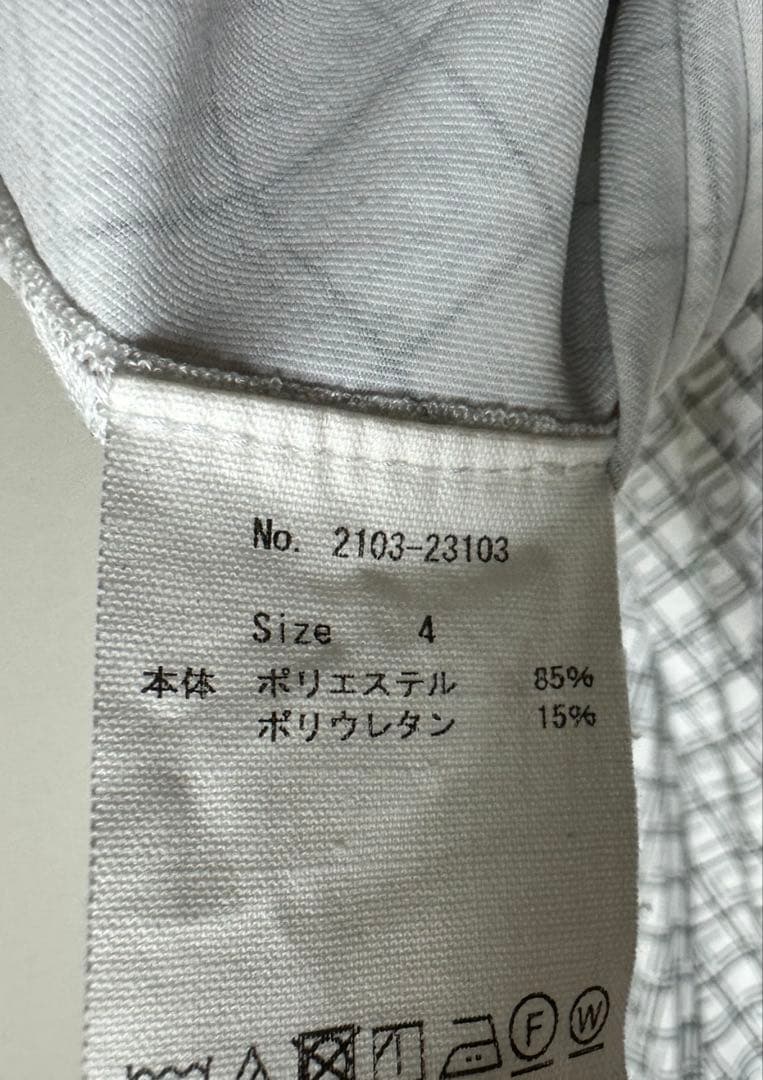 No. 2103-23103
Size 4
本体 ポリエステル 85%
ポリウレタン 15%
F W